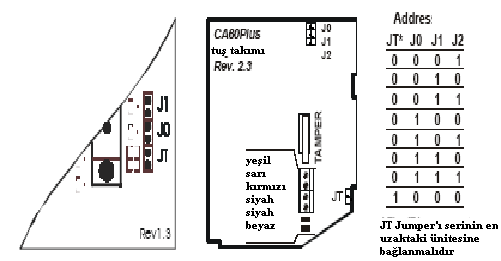 J1
J0
JT
Rev1.3
CA60Plus
tuş takımı
Rev. 2.3
J0
J1
J2
TAMPER
yeşil
sarı
kırmızı
siyah
siyah
beyaz
JT
Addres
JT* J0 J1 J2
0 0 0 1
0 0 1 0
0 0 1 1
0 1 0 0
0 1 0 1
0 1 1 0
0 1 1 1
1 0 0 0
JT Jumper'ı serinin en
uzaktaki ünitesine
bağlanmalıdır